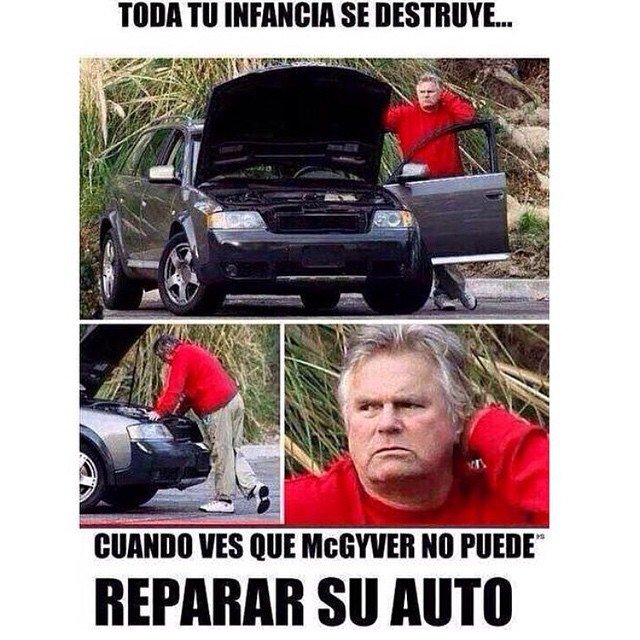 TODA TU INFANCIA SE DESTRUYE...
CUANDO VES QUE McGYVER NO PUEDE
REPARAR SU AUTO